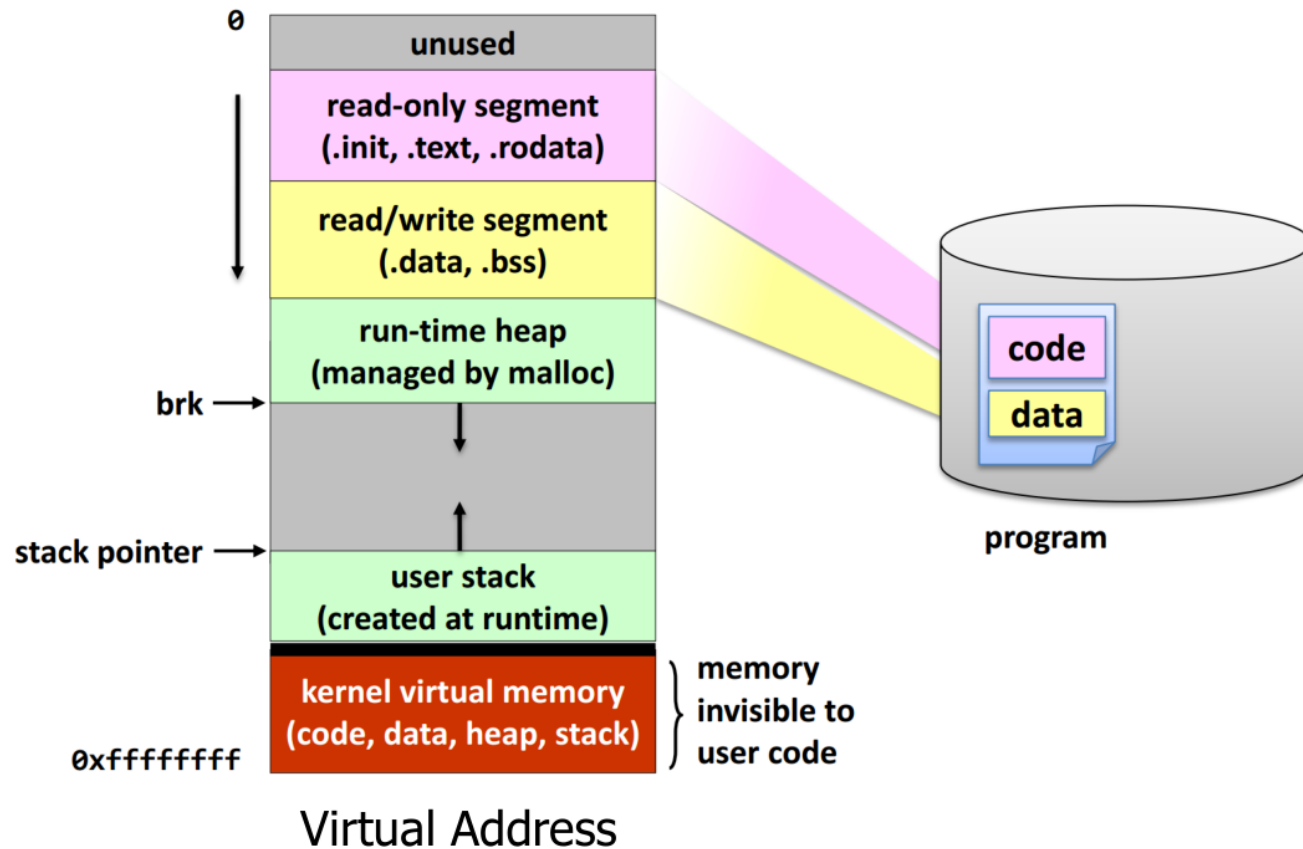 0
unused
read-only segment
(.init, .text, .rodata)
read/write segment
(.data, .bss)
run-time heap
(managed by malloc)
brk
stack pointer
user stack
(created at runtime)
kernel virtual memory
(code, data, heap, stack)
0xffffffff
memory
invisible to
user code
code
data
program
Virtual Address